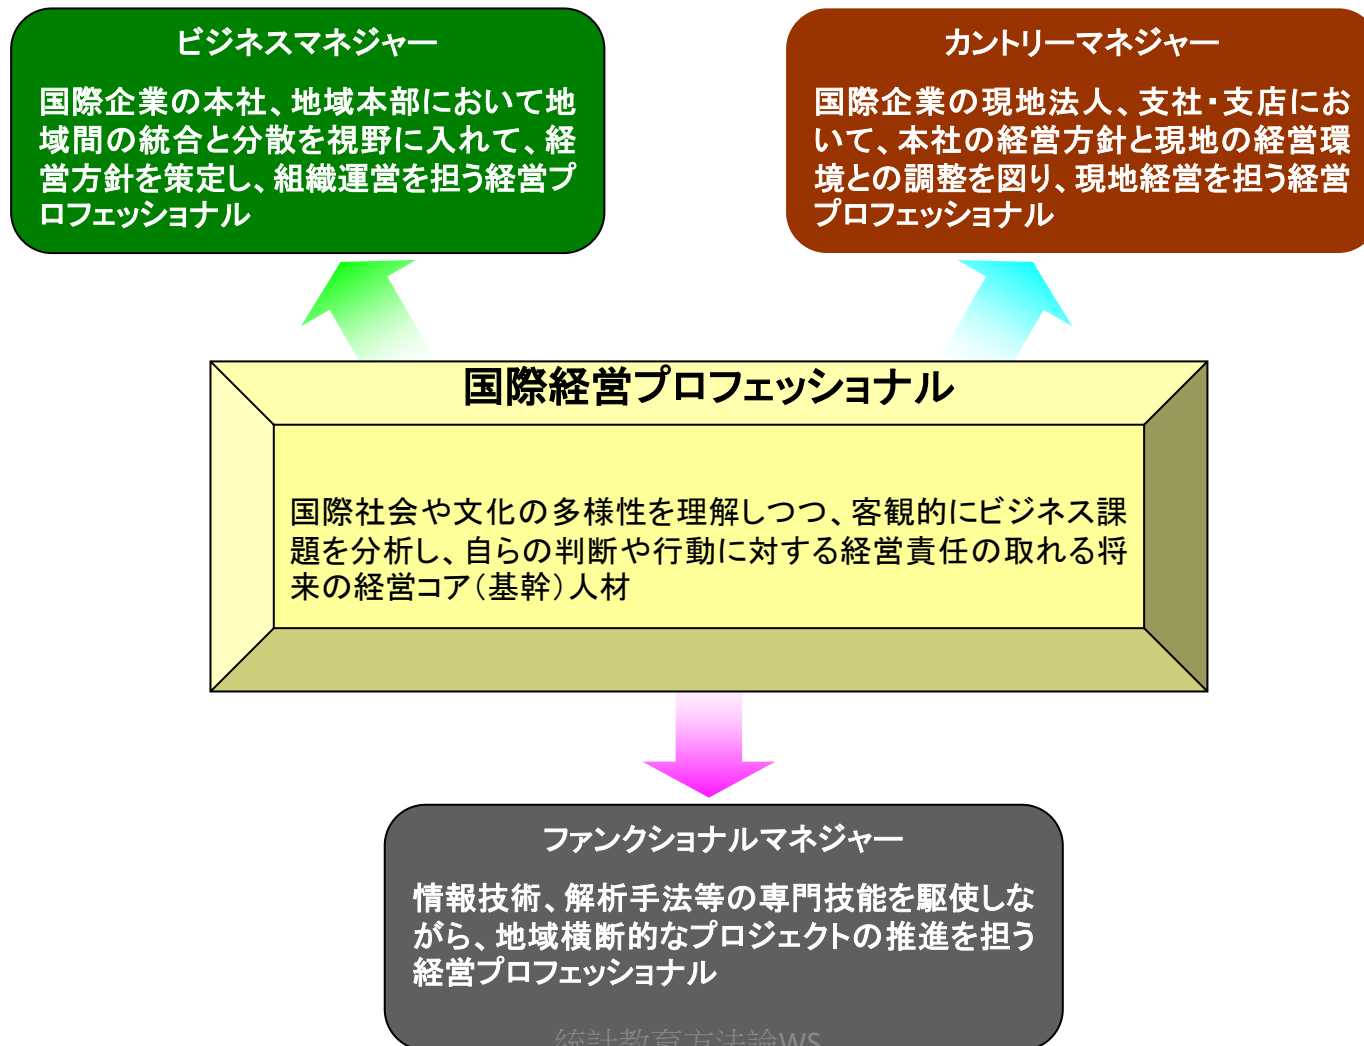 ビジネスマネジャー
国際企業の本社、地域本部において地
域間の統合と分散を視野に入れて、経
営方針を策定し、組織運営を担う経営プ
ロフェッショナル
カントリーマネジャー
国際企業の現地法人、支社・支店にお
いて、本社の経営方針と現地の経営環
境との調整を図り、現地経営を担う経営
プロフェッショナル
国際経営プロフェッショナル
国際社会や文化の多様性を理解しつつ、客観的にビジネス課
題を分析し、自らの判断や行動に対する経営責任の取れる将
来の経営コア（基幹）人材
ファンクショナルマネジャー
情報技術、解析手法等の専門技能を駆使しな
がら、地域横断的なプロジェクトの推進を担う
経営プロフェッショナル
統計教育方法論WS